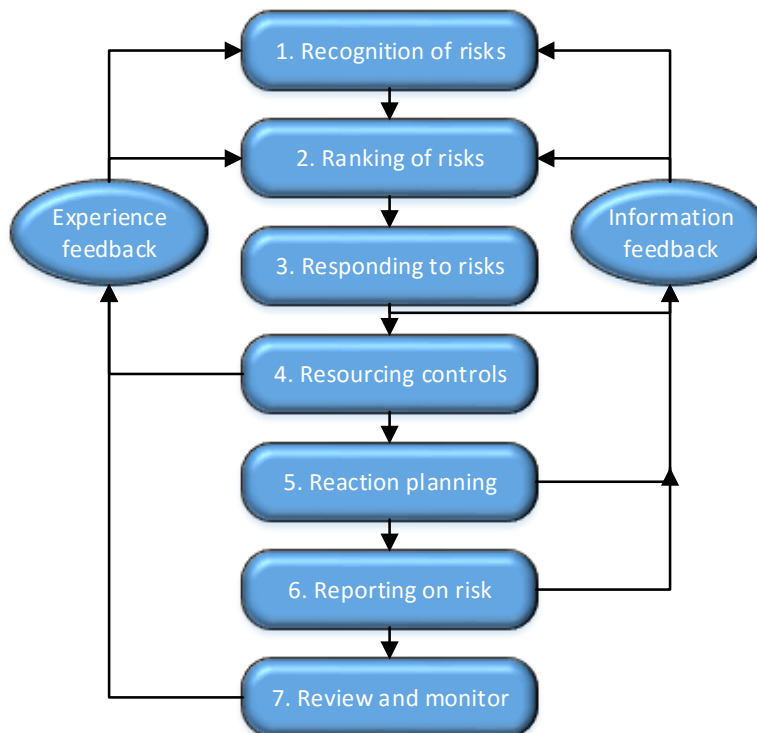 1. Recognition of risks
2. Ranking of risks
Experience
feedback
Information
feedback
3. Responding to risks
4. Resourcing controls
5. Reaction planning
6. Reporting on risk
7. Review and monitor